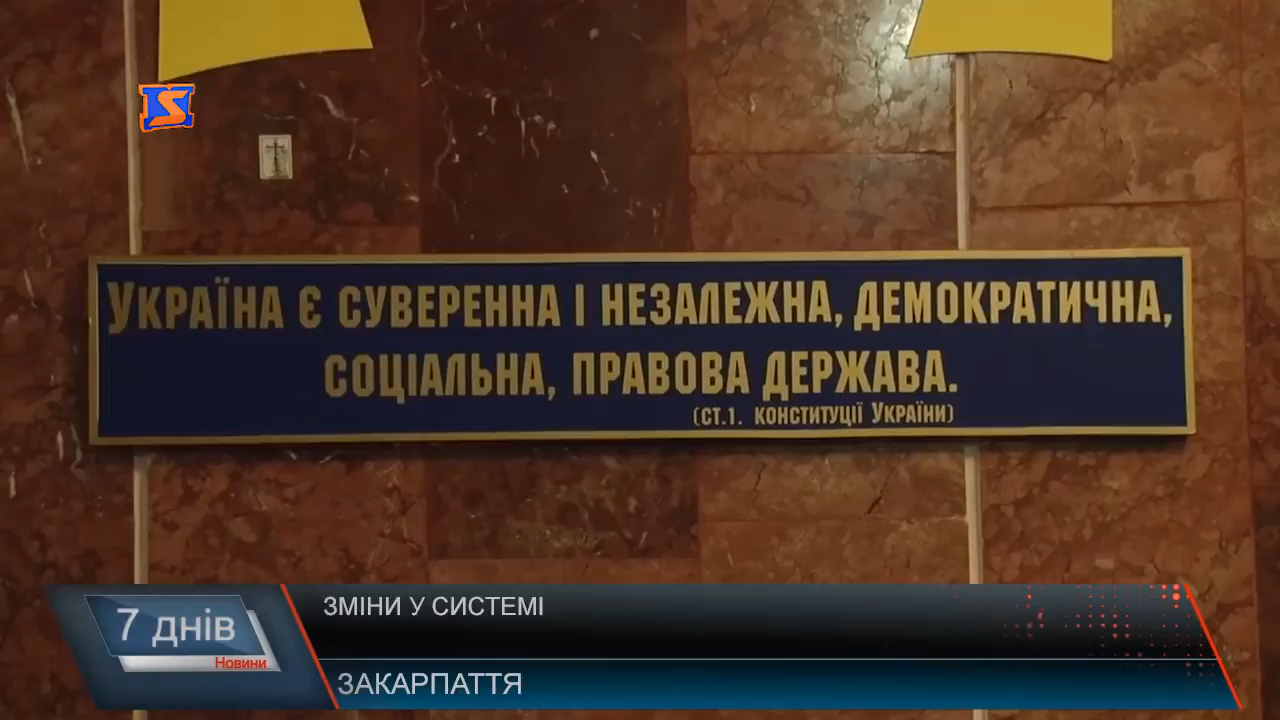 УКРАЇНА Є СУВЕРЕННА І НЕЗАЛЕЖНА, ДЕМОКРАТИЧНА,
СОЦІАЛЬНА, ПРАВОВА ДЕРЖАВА.
(СТ.1. КОНСТИТУЦІЇ УКРАЇНИ)
7 днів
Новини
ЗМІНИ У СИСТЕМІ
ЗАКАРПАТТЯ